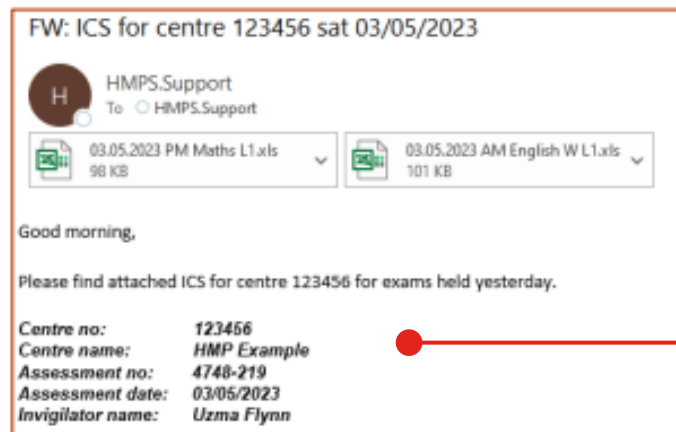 FW: ICS for centre 123456 sat 03/05/2023
H
HMPS.Support
To HMPS.Support
03.05.2023 PM Maths L1.xls
98 KB
03.05.2023 AM English W L1.xls
101 KB
Good morning,
Please find attached ICS for centre 123456 for exams held yesterday.
Centre no: 123456
Centre name: HMP Example
Assessment no: 4748-219
Assessment date: 03/05/2023
Invigilator name: Uzma Flynn